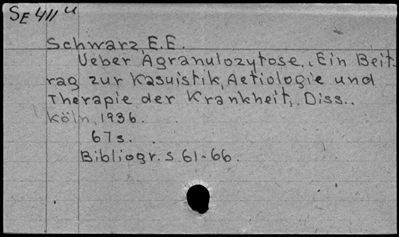 SE 411 u
Schwarz, E.E.
Ueber Agranulozytose,. Ein Beit-
rag zur Kasuistik, Aetiologie und
Therapie der Krankheit,. Diss..
Köln, 1936.
67s.
Bibliogr. s 61-66.